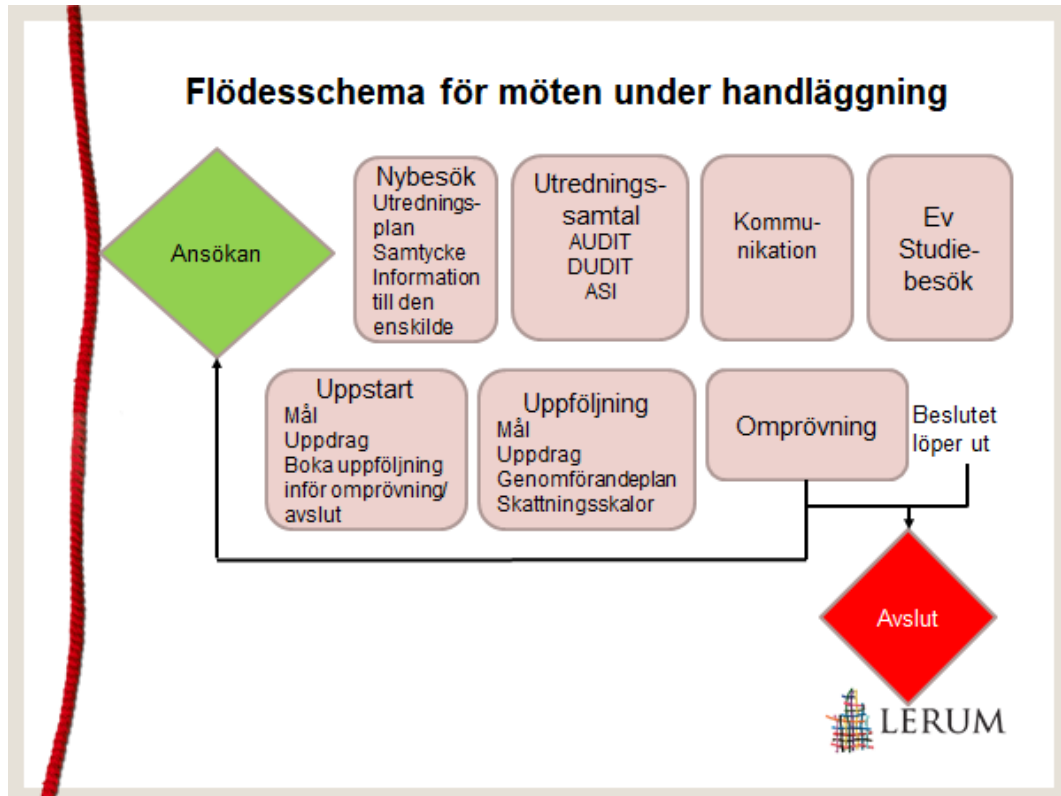 Flödesschema för möten under handläggning
Ansökan
Nybesök
Utrednings-
plan
Samtycke
Information
till den
enskilde
Utrednings-
samtal
AUDIT
DUDIT
ASI
Kommu-
nikation
Ev
Studie-
besök
Uppstart
Mål
Uppdrag
Boka uppföljning
inför omprövning/
avslut
Uppföljning
Mål
Uppdrag
Genomförandeplan
Skattningsskalor
Omprövning
Beslutet
löper ut
Avslut
LERUM